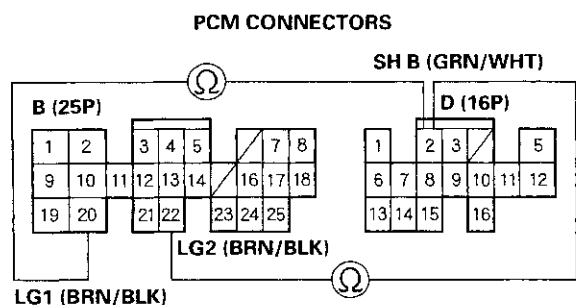 PCM CONNECTORS
SH B (GRN/WHT)
Ω
B (25P)
D (16P)
1 2 3 4 5 7 8
1 2 3 5
9 10 11 12 13 14 16 17 18
6 7 8 9 10 11 12
19 20 21 22 23 24 25
13 14 15 16
LG2 (BRN/BLK)
Ω
LG1 (BRN/BLK)